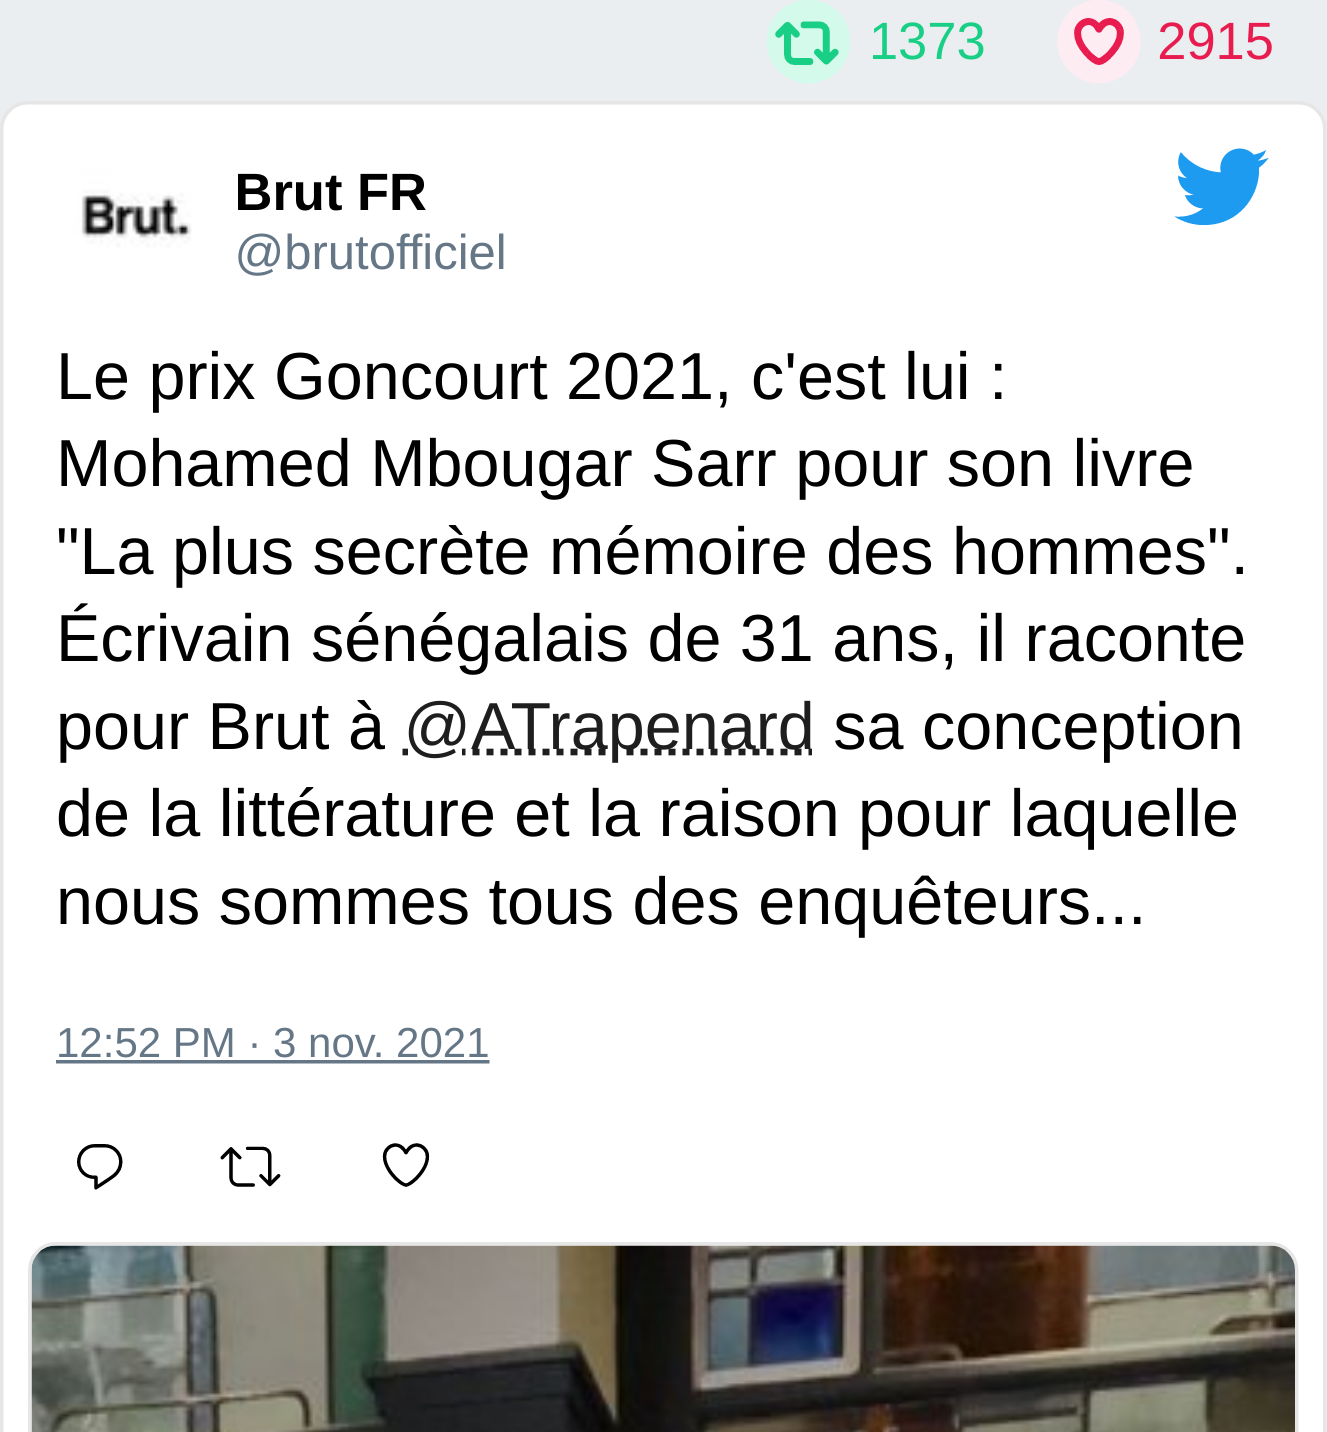 1373 2915
Brut.
Brut FR
@brutofficiel
Le prix Goncourt 2021, c'est lui :
Mohamed Mbougar Sarr pour son livre
"La plus secrète mémoire des hommes".
Écrivain sénégalais de 31 ans, il raconte
pour Brut à @ATrapenard sa conception
de la littérature et la raison pour laquelle
nous sommes tous des enquêteurs...
12:52 PM · 3 nov. 2021